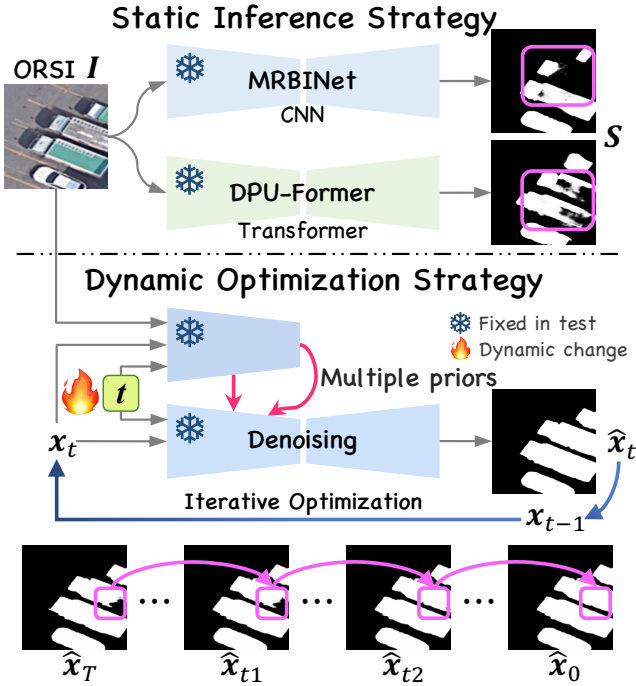 Static Inference Strategy
ORSI I
MRBINet
CNN
S
DPU-Former
Transformer
Dynamic Optimization Strategy
Fixed in test
Dynamic change
Multiple priors
t
x_t
Denoising
x̂_t
Iterative Optimization
x_{t−1}
x̂_T ... x̂_{t1} ... x̂_{t2} ... x̂_0